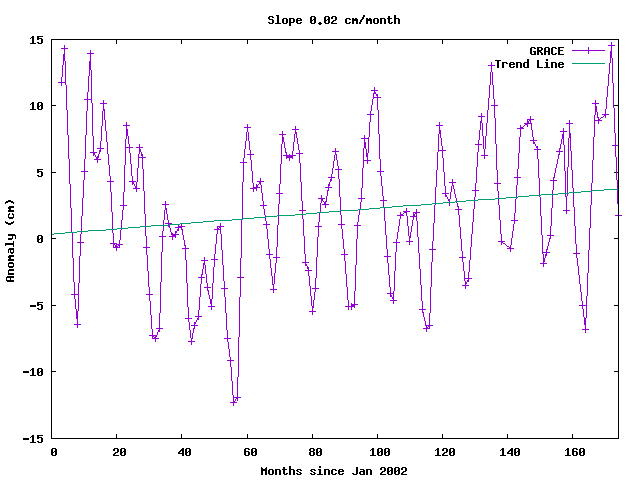 Slope 0.02 cm/month
GRACE
Trend Line
15
10
5
0
-5
-10
-15
Anomaly (cm)
0 20 40 60 80 100 120 140 160
Months since Jan 2002